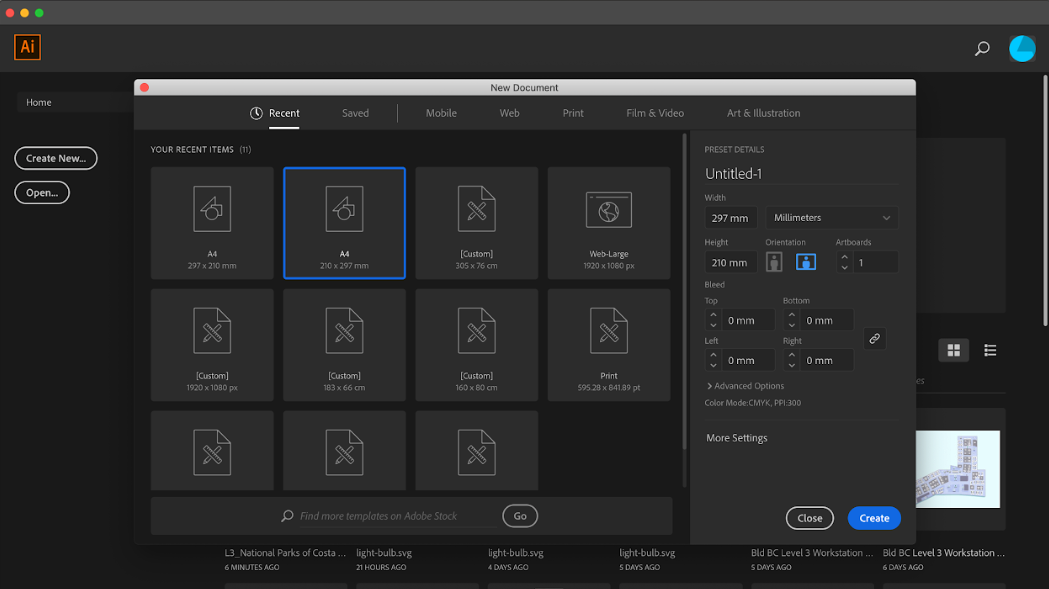 New Document
Ai
Home
Create New...
Open...
Recent
Saved
Mobile
Web
Print
Film & Video
Art & Illustration
YOUR RECENT ITEMS (11)
A4
297 x 210 mm
A4
210 x 297 mm
[Custom]
305 x 76 cm
Web-Large
1920 x 1080 px
[Custom]
1920 x 1080 px
[Custom]
183 x 66 cm
[Custom]
160 x 80 cm
Print
595.28 x 841.89 pt
Find more templates on Adobe Stock
Go
PRESET DETAILS
Untitled-1
Width
297 mm
Millimeters
Height
Orientation
Artboards
210 mm
1
Bleed
Top
Bottom
0 mm
0 mm
Left
Right
0 mm
0 mm
Advanced Options
Color Mode:CMYK, PPI:300
More Settings
Close
Create
L3_National Parks of Costa ...
6 MINUTES AGO
light-bulb.svg
21 HOURS AGO
light-bulb.svg
4 DAYS AGO
light-bulb.svg
5 DAYS AGO
Bld BC Level 3 Workstation ...
5 DAYS AGO
Bld BC Level 3 Workstation ...
6 DAYS AGO